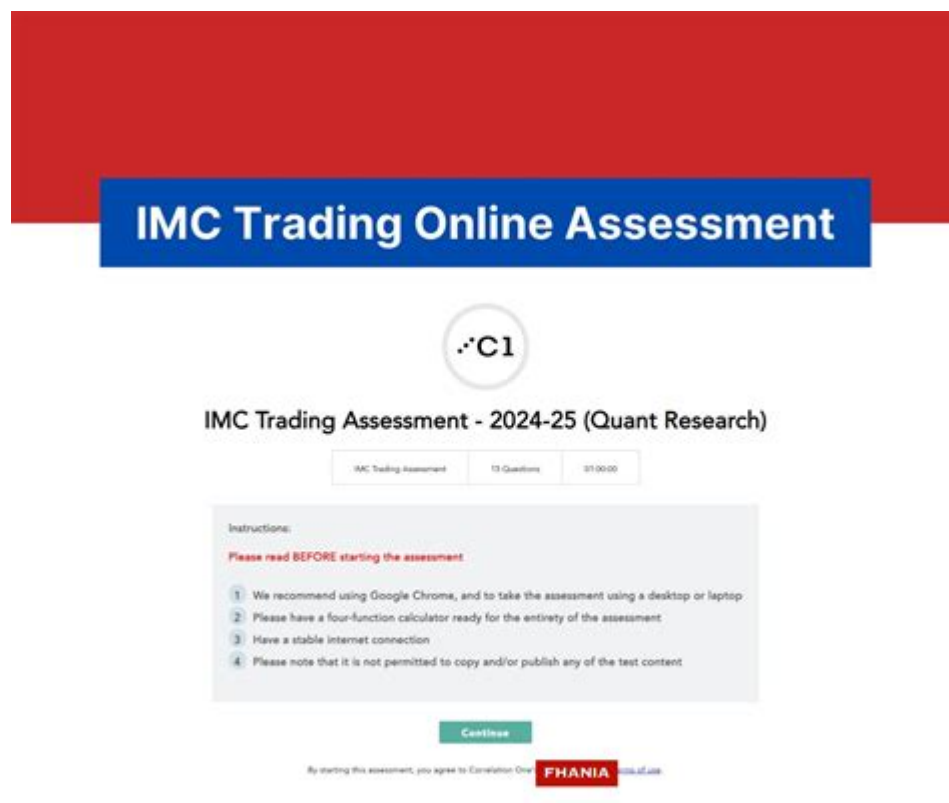 IMC Trading Online Assessment
C1
IMC Trading Assessment - 2024-25 (Quant Research)
IMC Trading Assessment 13 Questions 01:00:00
Instructions:
Please read BEFORE starting the assessment
1 We recommend using Google Chrome, and to take the assessment using a desktop or laptop
2 Please have a four-function calculator ready for the entirety of the assessment
3 Have a stable internet connection
4 Please note that it is not permitted to copy and/or publish any of the test content
Continue
By starting this assessment, you agree to Correlation One' FHANIA rms of use.